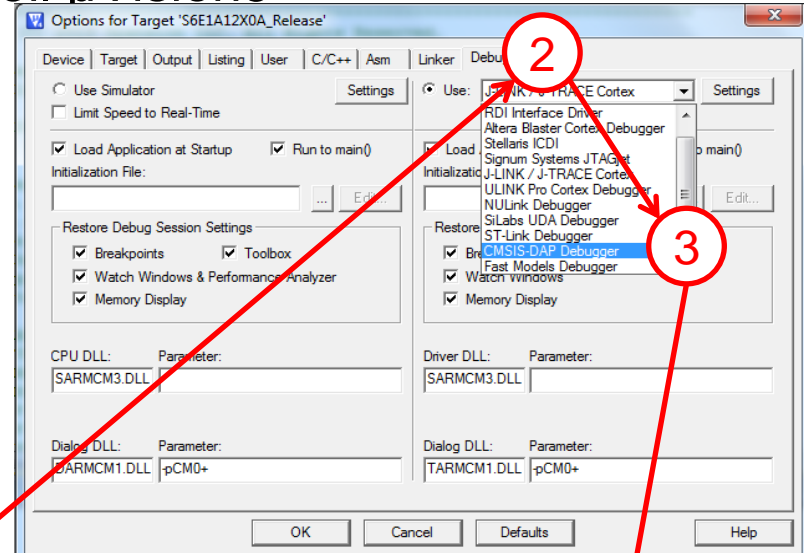 Options for Target 'S6E1A12X0A_Release'
Device Target Output Listing User C/C++ Asm Linker
2
Use Simulator Settings Use: J-LINK / J-TRACE Cortex Settings
Limit Speed to Real-Time
RDI Interface Driver
Altera Blaster Cortex Debugger
Stellaris ICDI
Signum Systems JTAGjet
J-LINK / J-TRACE Cortex
ULINK Pro Cortex Debugger
NULink Debugger
SiLabs UDA Debugger
ST-Link Debugger
CMSIS-DAP Debugger
Fast Models Debugger
3
Load Application at Startup Run to main() Load main()
Initialization File:
... Edit... Edit...
Restore Debug Session Settings Restore
Breakpoints Toolbox
Watch Windows & Performance Analyzer Watch Windows
Memory Display Memory Display
CPU DLL: Parameter: Driver DLL: Parameter:
SARMCM3.DLL SARMCM3.DLL
Dialog DLL: Parameter: Dialog DLL: Parameter:
DARMCM1.DLL -pCM0+ TARMCM1.DLL -pCM0+
OK Cancel Defaults Help